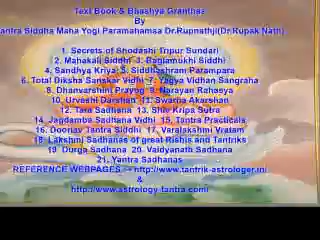 Text Book & Bhashya Granthas
By
antra Siddha Maha Yogi Paramahamsa Dr.Rupnathji(Dr.Rupak Nath)
1. Secrets of Shodashi Tripur Sundari
2. Mahakali Siddhi 3. Baglamukhi Siddhi
4. Sandhya Kriya 5. Siddhashram Parampara
6. Total Diksha Sanskar Vidhi 7. Yagya Vidhan Sangraha
8. Dhanvarshini Prayog 9. Narayan Rahasya
10. Urvashi Darshan 11. Swarna Akarshan
12. Tara Sadhana 13. Shiv Kripa Sutra
14. Jagdamba Sadhana Vidhi 15. Tantra Practicals
16. Doorlav Tantra Siddhi 17. Varalakshmi Vratam
18. Lakshmi Sadhanas of great Rishis and Tantriks
19 Durga Sadhana 20. Vaidyanath Sadhana
21. Yantra Sadhanas
REFERENCE WEBPAGES - http://www.tantrik-astrologer.in/
&
http://www.astrology-tantra.com/